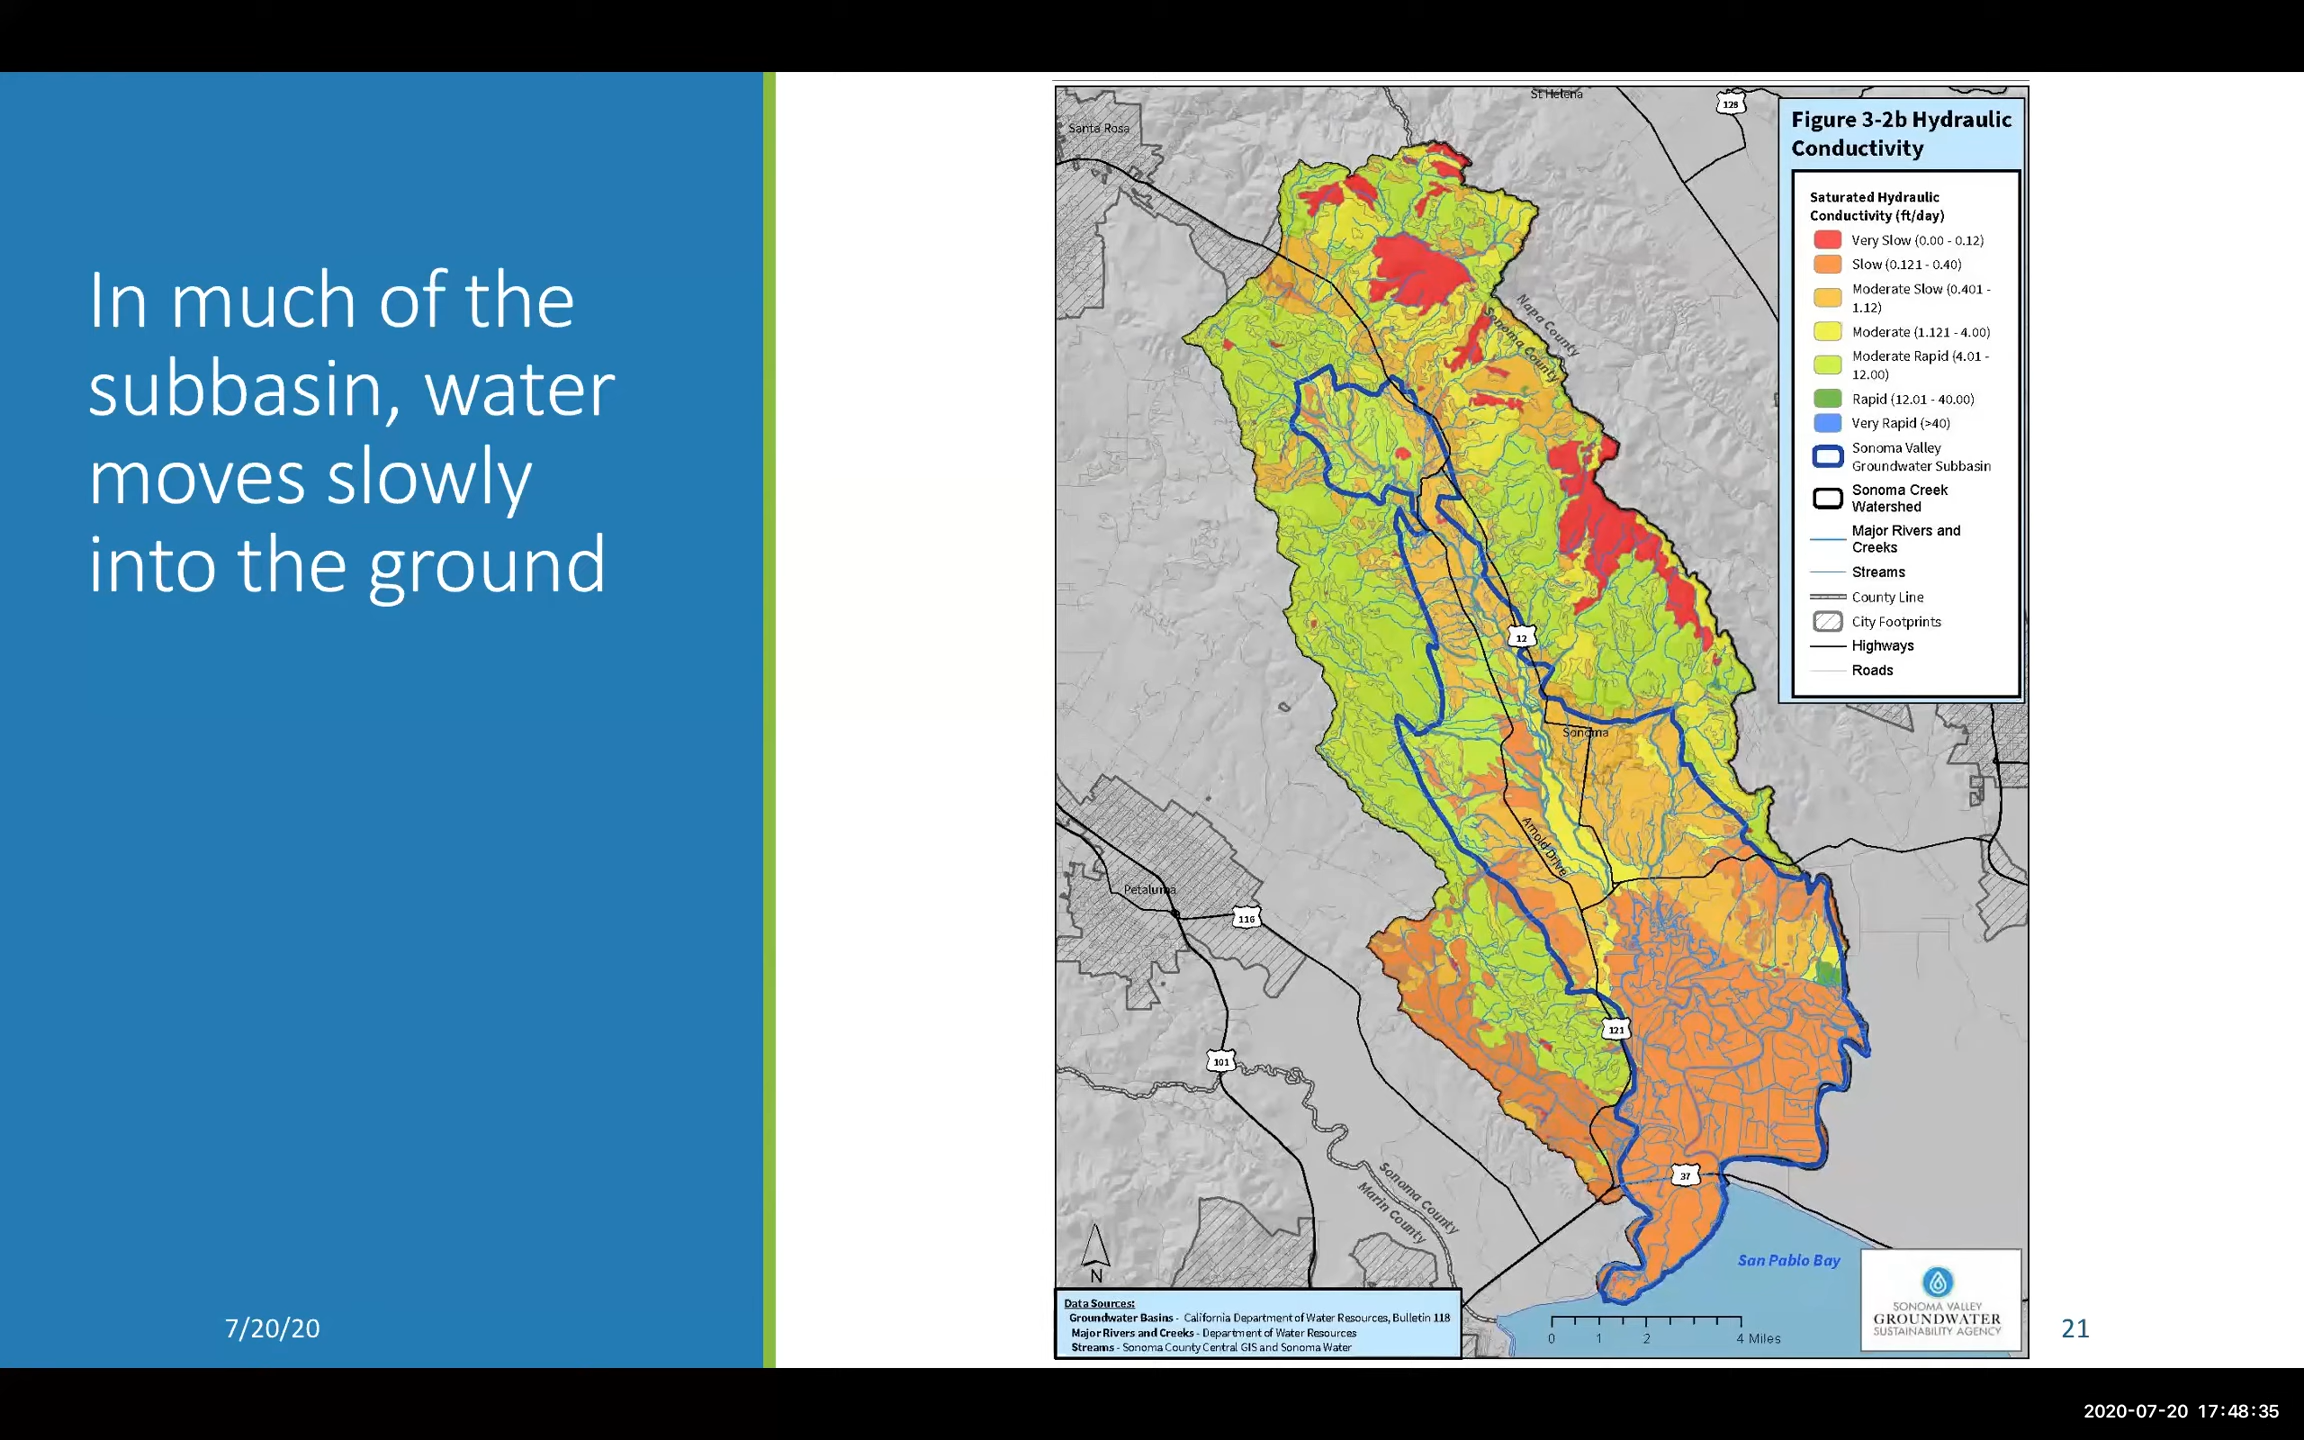 In much of the
subbasin, water
moves slowly
into the ground
7/20/20
St Helena
128
Santa Rosa
Napa County
Sonoma County
12
Sonoma
Arnold Drive
Petaluma
116
121
101
Sonoma County
Marin County
37
San Pablo Bay
N
0 1 2 4 Miles
Figure 3-2b Hydraulic
Conductivity
Saturated Hydraulic
Conductivity (ft/day)
Very Slow (0.00 - 0.12)
Slow (0.121 - 0.40)
Moderate Slow (0.401 -
1.12)
Moderate (1.121 - 4.00)
Moderate Rapid (4.01 -
12.00)
Rapid (12.01 - 40.00)
Very Rapid (>40)
Sonoma Valley
Groundwater Subbasin
Sonoma Creek
Watershed
Major Rivers and
Creeks
Streams
County Line
City Footprints
Highways
Roads
Data Sources:
Groundwater Basins - California Department of Water Resources, Bulletin 118
Major Rivers and Creeks - Department of Water Resources
Streams - Sonoma County Central GIS and Sonoma Water
SONOMA VALLEY
GROUNDWATER
SUSTAINABILITY AGENCY
21
2020-07-20 17:48:35